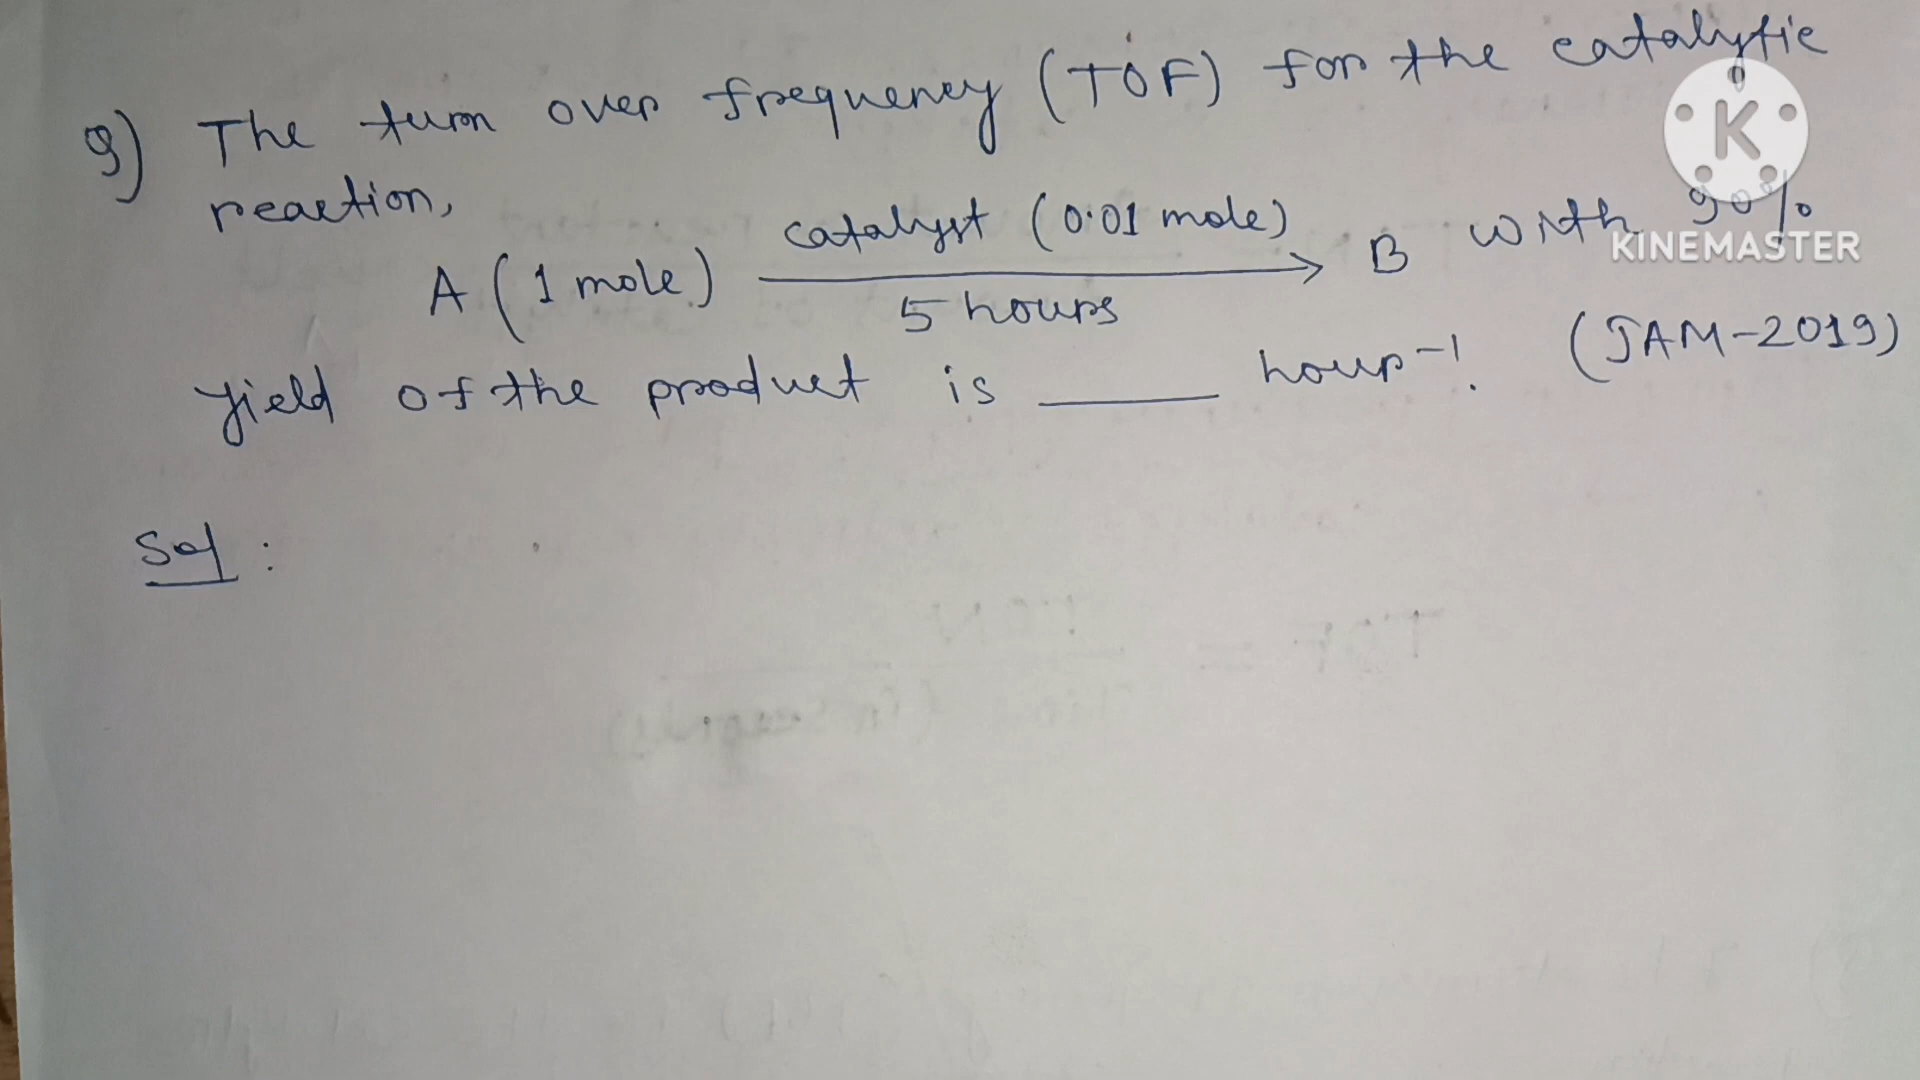 9) The turn over frequency (TOF) for the catalytic
reaction,
A (1 mole) catalyst (0.01 mole) B with 90%
5 hours
yield of the product is ____ hour-1. (JAM-2019)
Sol :
K
KINEMASTER